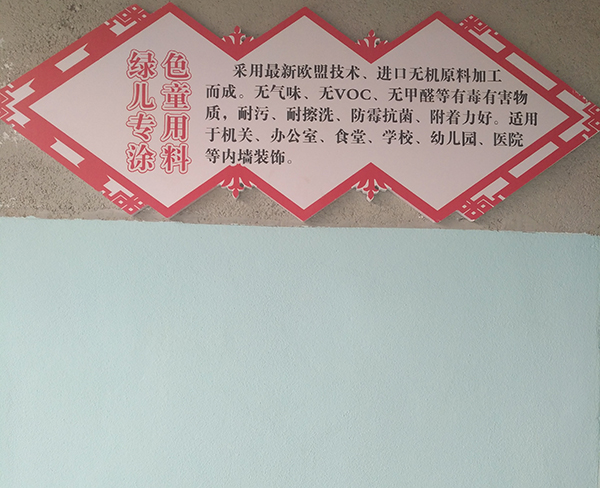 绿色
儿童
专用
涂料
采用最新欧盟技术、进口无机原料加工
而成。无气味、无VOC、无甲醛等有毒有害物
质，耐污、耐擦洗、防霉抗菌、附着力好。适用
于机关、办公室、食堂、学校、幼儿园、医院
等内墙装饰。